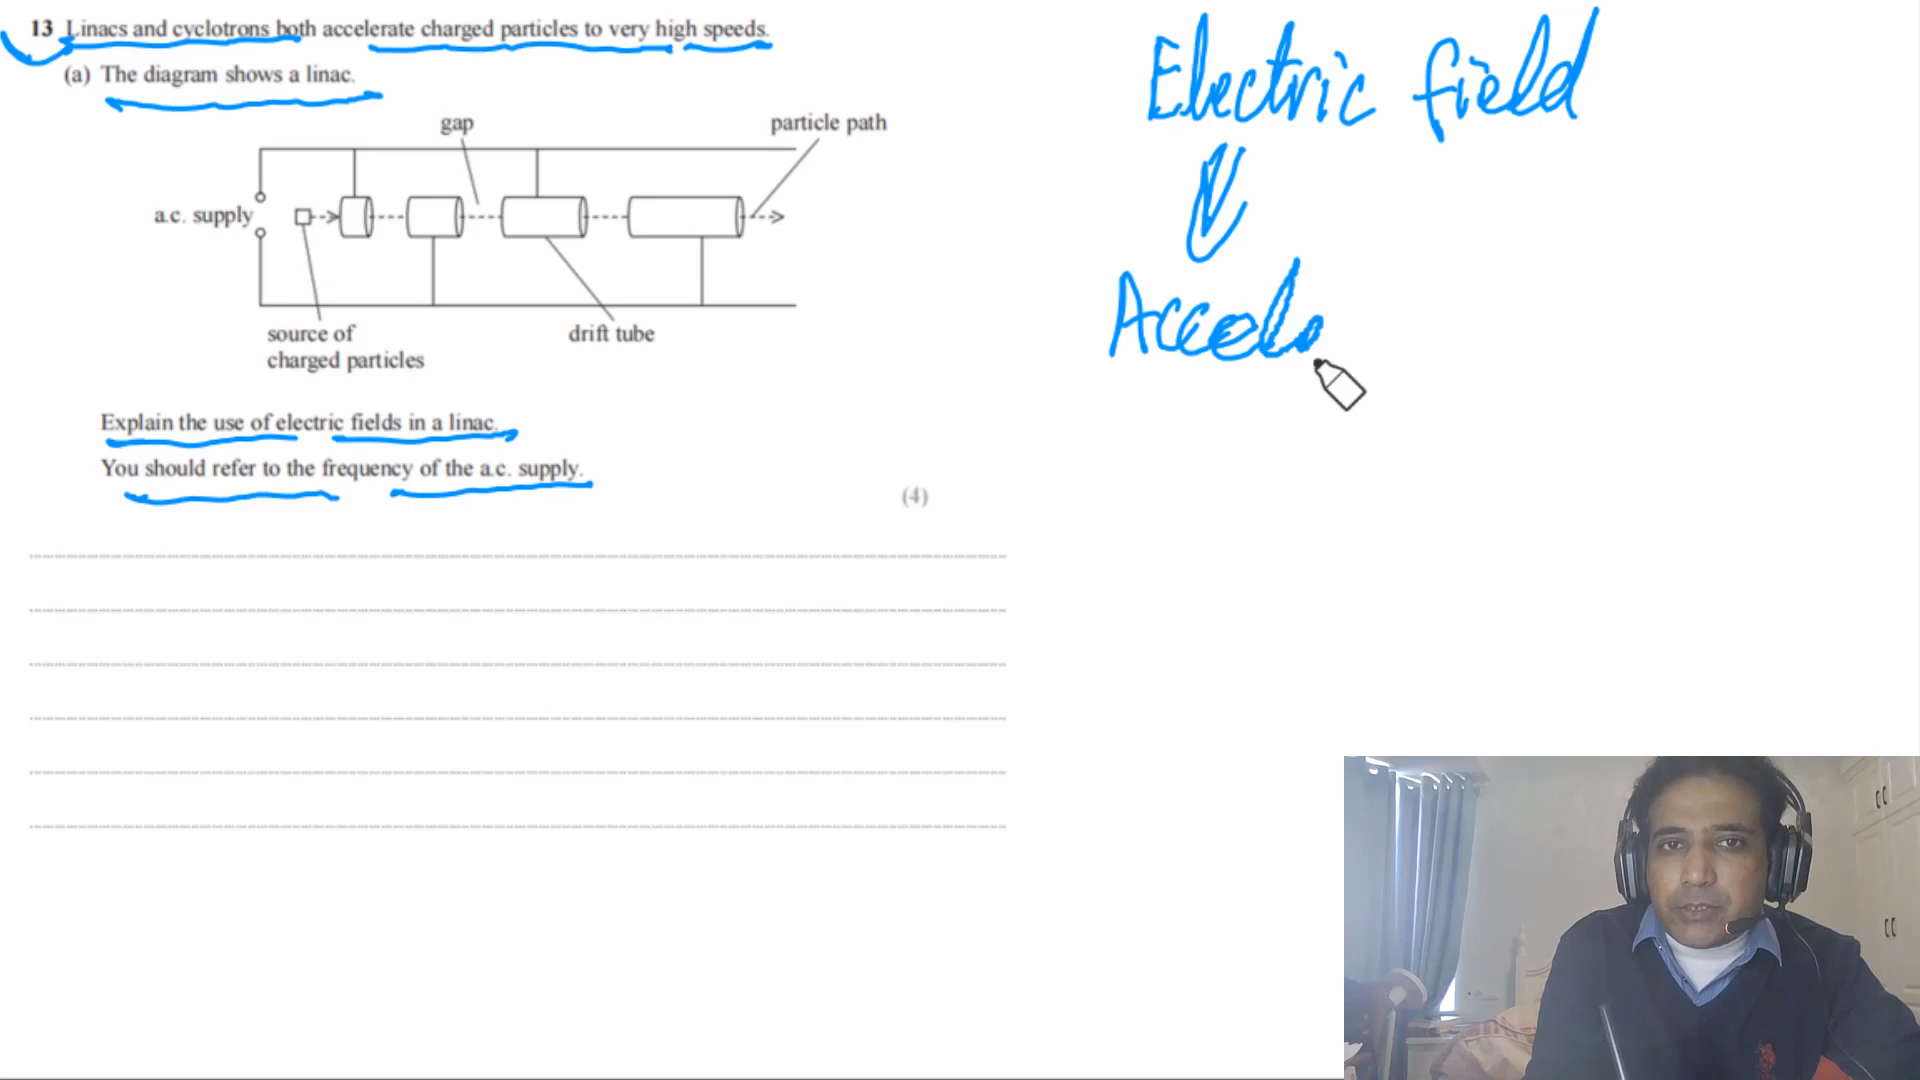 13 Linacs and cyclotrons both accelerate charged particles to very high speeds.
(a) The diagram shows a linac.
gap
particle path
a.c. supply
source of
charged particles
drift tube
Explain the use of electric fields in a linac.
You should refer to the frequency of the a.c. supply.
(4)
Electric field